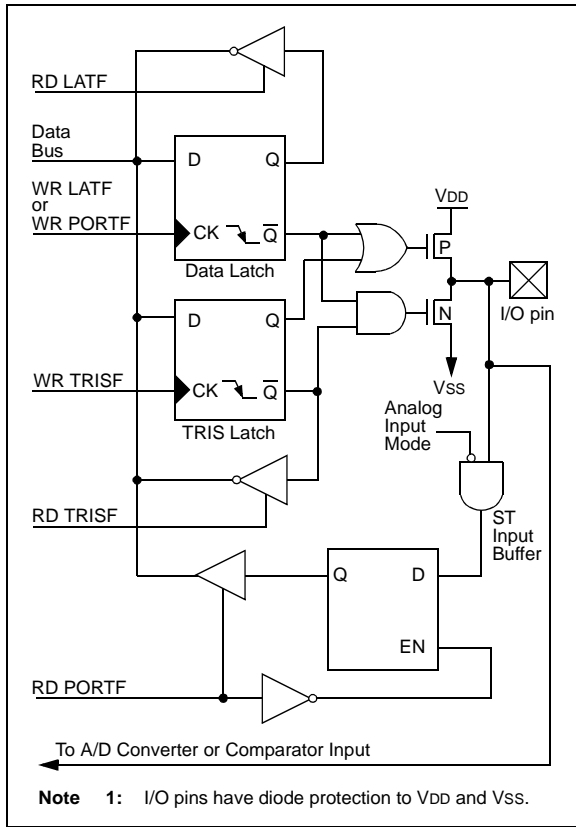 RD LATF
Data
Bus
D Q
WR LATF
or
WR PORTF
CK Q
Data Latch
VDD
P
D Q
N
I/O pin
WR TRISF
CK Q
TRIS Latch
VSS
Analog
Input
Mode
RD TRISF
ST
Input
Buffer
Q D
EN
RD PORTF
To A/D Converter or Comparator Input
Note 1: I/O pins have diode protection to VDD and VSS.